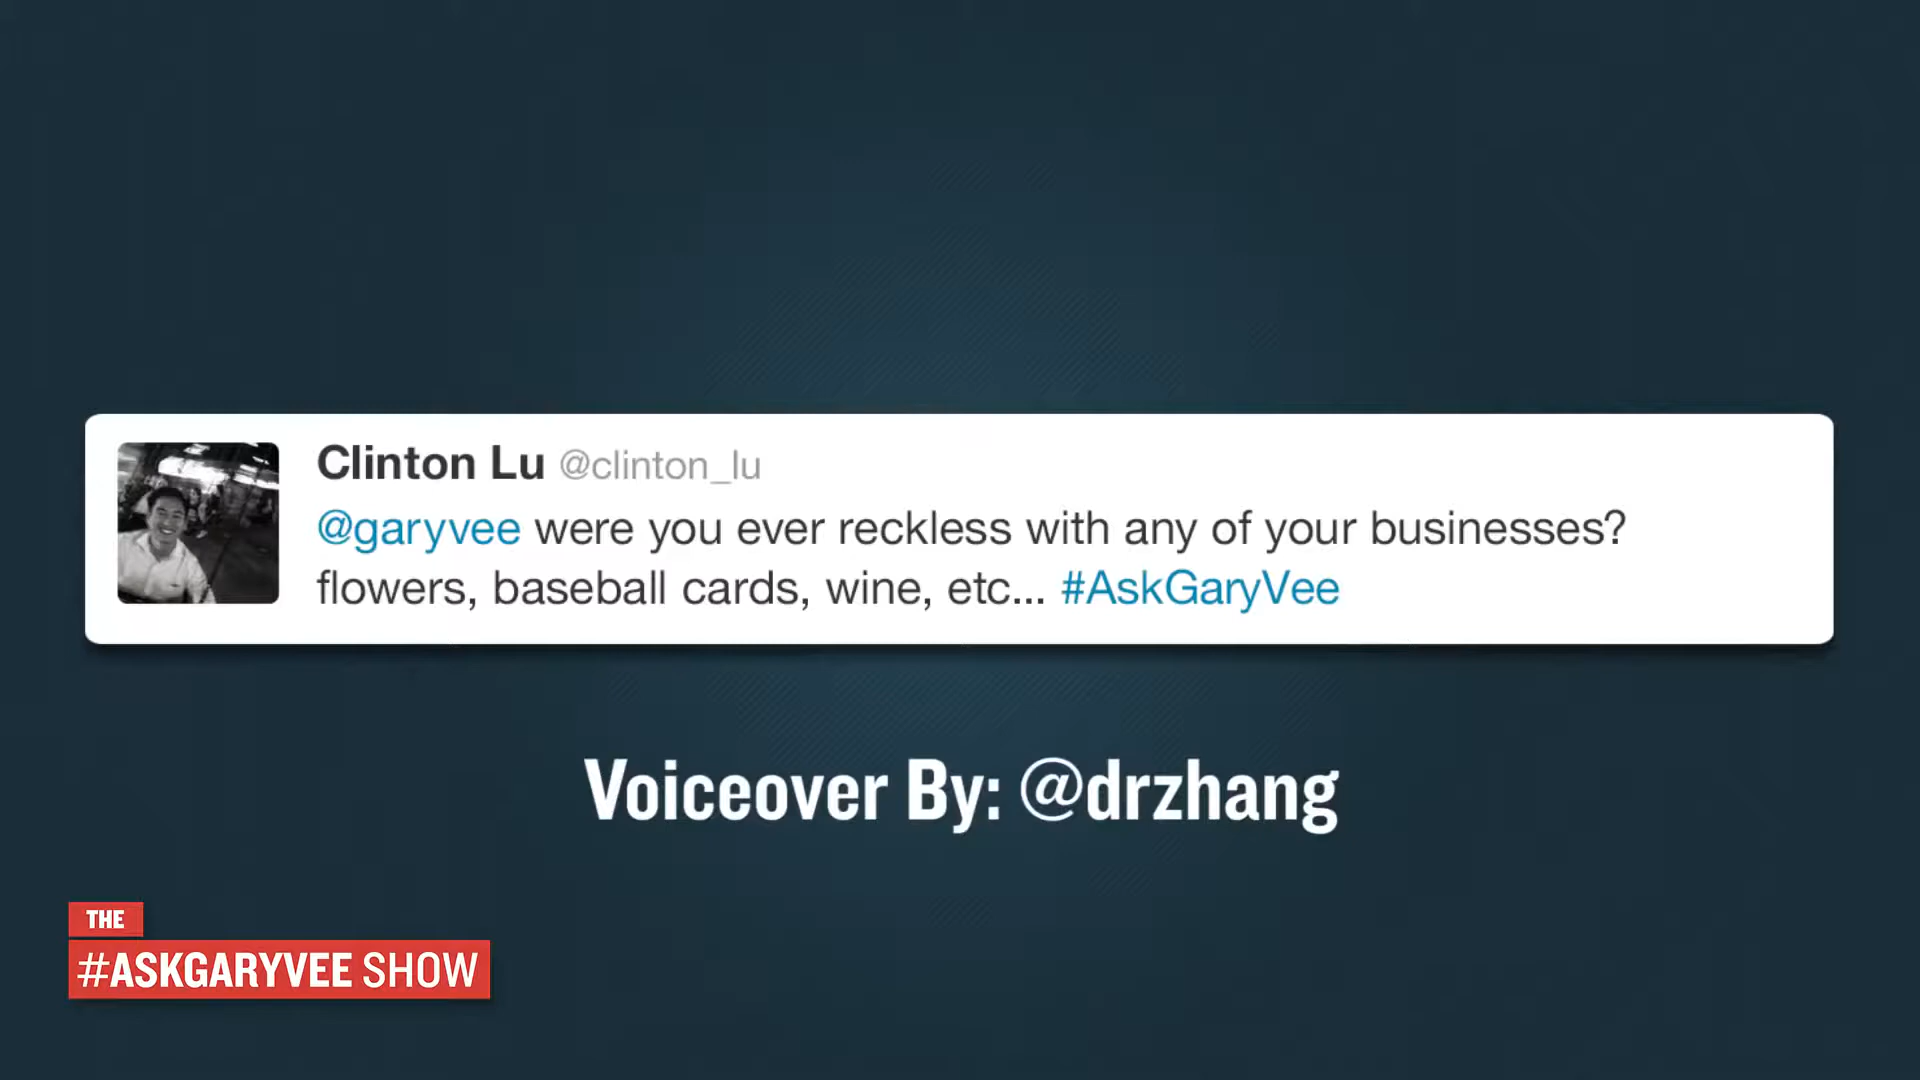 Clinton Lu @clinton_lu
@garyvee were you ever reckless with any of your businesses?
flowers, baseball cards, wine, etc... #AskGaryVee
Voiceover By: @drzhang
THE
#ASKGARYVEE SHOW